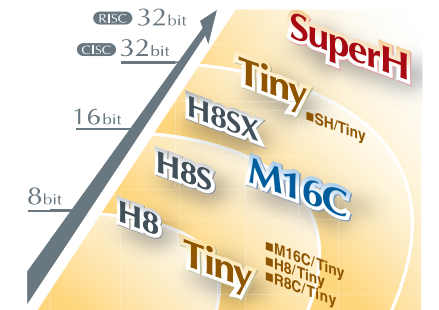 RISC 32bit
SuperH
CISC 32bit
Tiny
■SH/Tiny
16bit
H8SX
H8S
M16C
8bit
H8
Tiny
■M16C/Tiny
■H8/Tiny
■R8C/Tiny